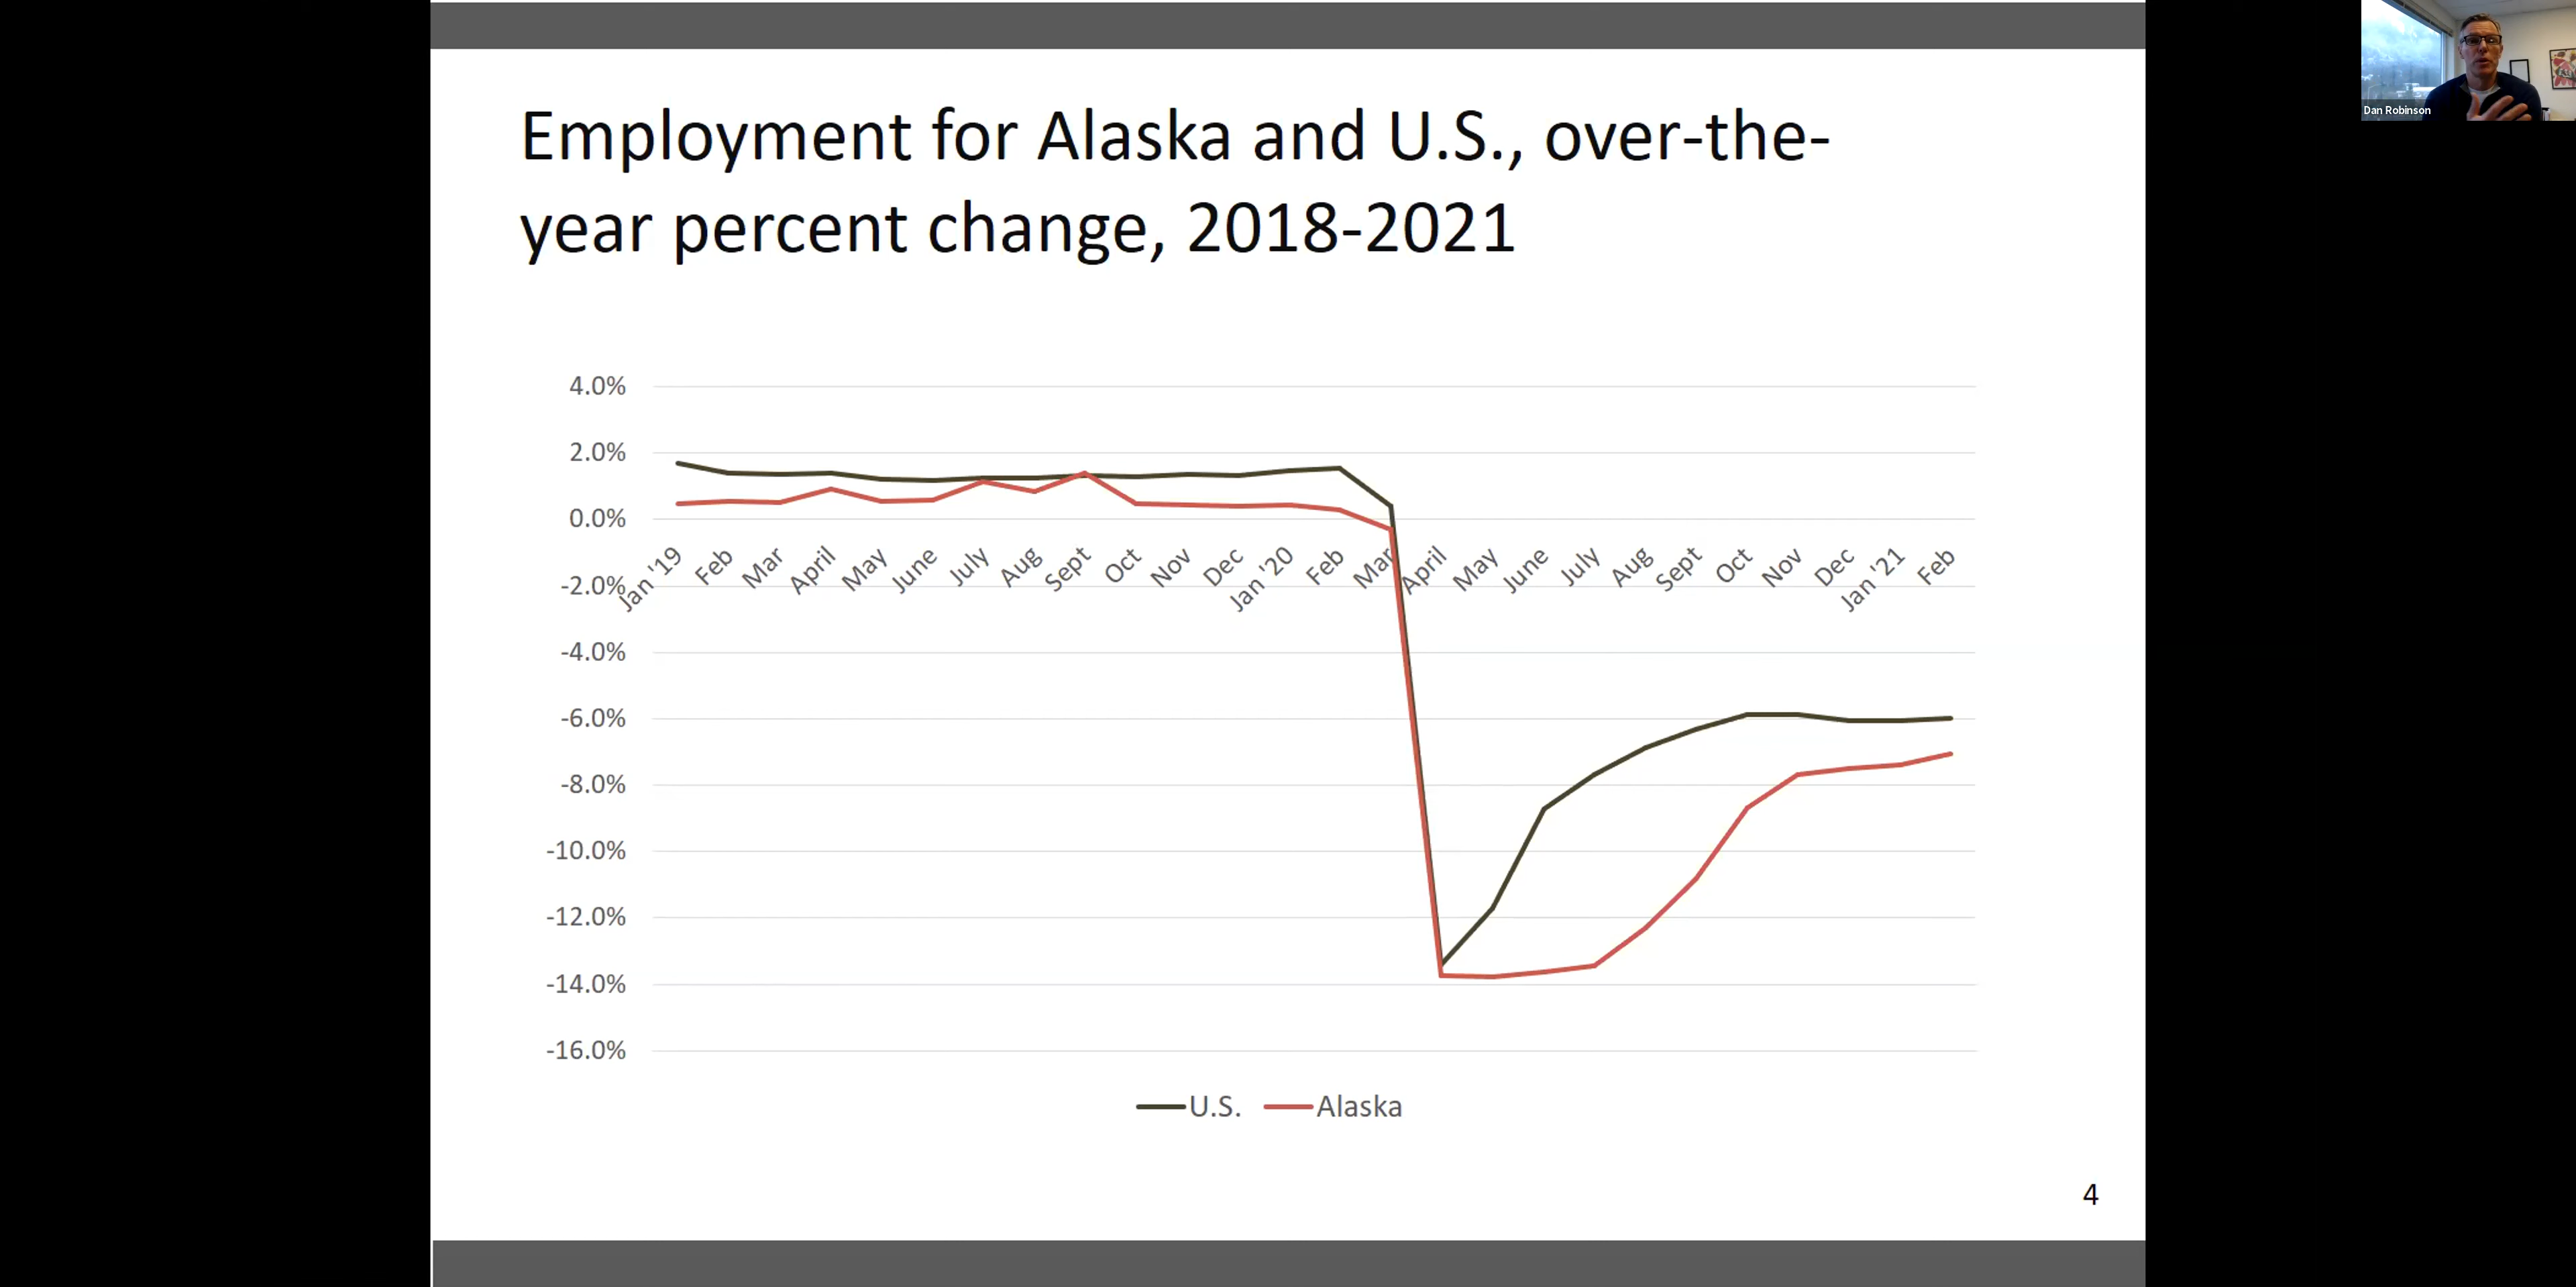 Dan Robinson
Employment for Alaska and U.S., over-the-
year percent change, 2018-2021
4.0%
2.0%
0.0%
-2.0%
-4.0%
-6.0%
-8.0%
-10.0%
-12.0%
-14.0%
-16.0%
Jan '19
Feb
Mar
April
May
June
July
Aug
Sept
Oct
Nov
Dec
Jan '20
Feb
Mar
April
May
June
July
Aug
Sept
Oct
Nov
Dec
Jan '21
Feb
U.S. Alaska
4